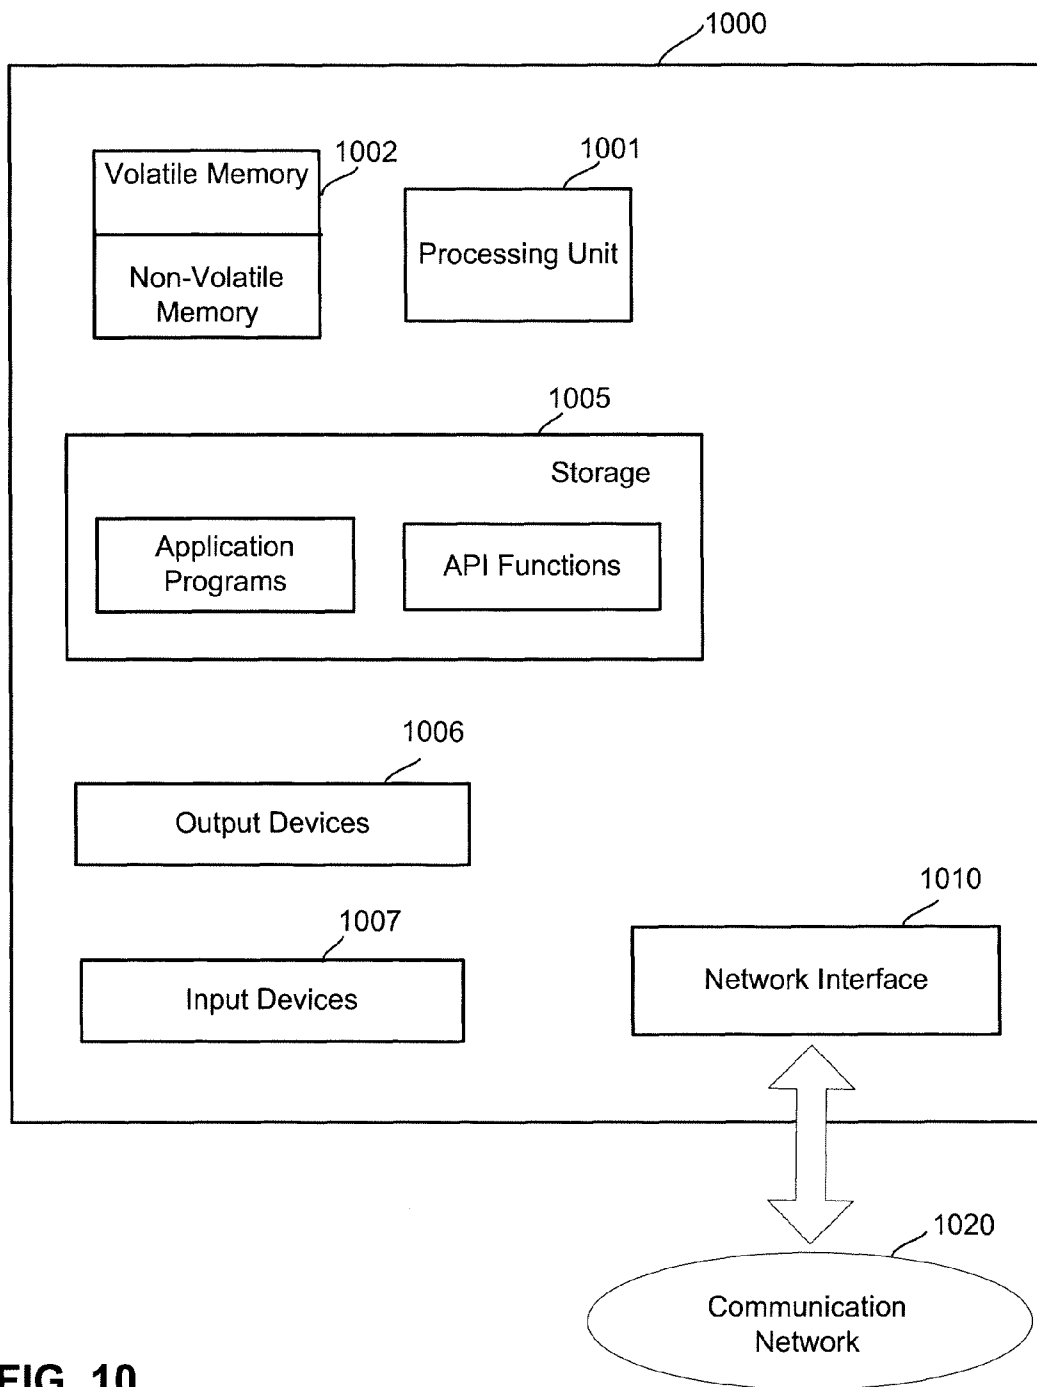 1000
1002
1001
Volatile Memory
Processing Unit
Non-Volatile
Memory
1005
Storage
Application
Programs
API Functions
1006
Output Devices
1010
1007
Network Interface
Input Devices
1020
Communication
Network
FIG. 10